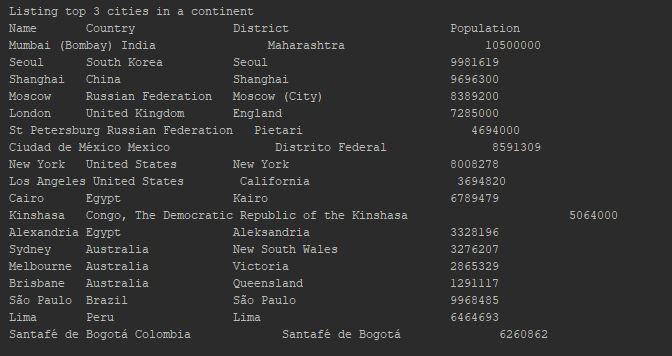 Listing top 3 cities in a continent
Name Country District Population
Mumbai (Bombay) India Maharashtra 10500000
Seoul South Korea Seoul 9981619
Shanghai China Shanghai 9696300
Moscow Russian Federation Moscow (City) 8389200
London United Kingdom England 7285000
St Petersburg Russian Federation Pietari 4694000
Ciudad de México Mexico Distrito Federal 8591309
New York United States New York 8008278
Los Angeles United States California 3694820
Cairo Egypt Kairo 6789479
Kinshasa Congo, The Democratic Republic of the Kinshasa 5064000
Alexandria Egypt Aleksandria 3328196
Sydney Australia New South Wales 3276207
Melbourne Australia Victoria 2865329
Brisbane Australia Queensland 1291117
São Paulo Brazil São Paulo 9968485
Lima Peru Lima 6464693
Santafé de Bogotá Colombia Santafé de Bogotá 6260862